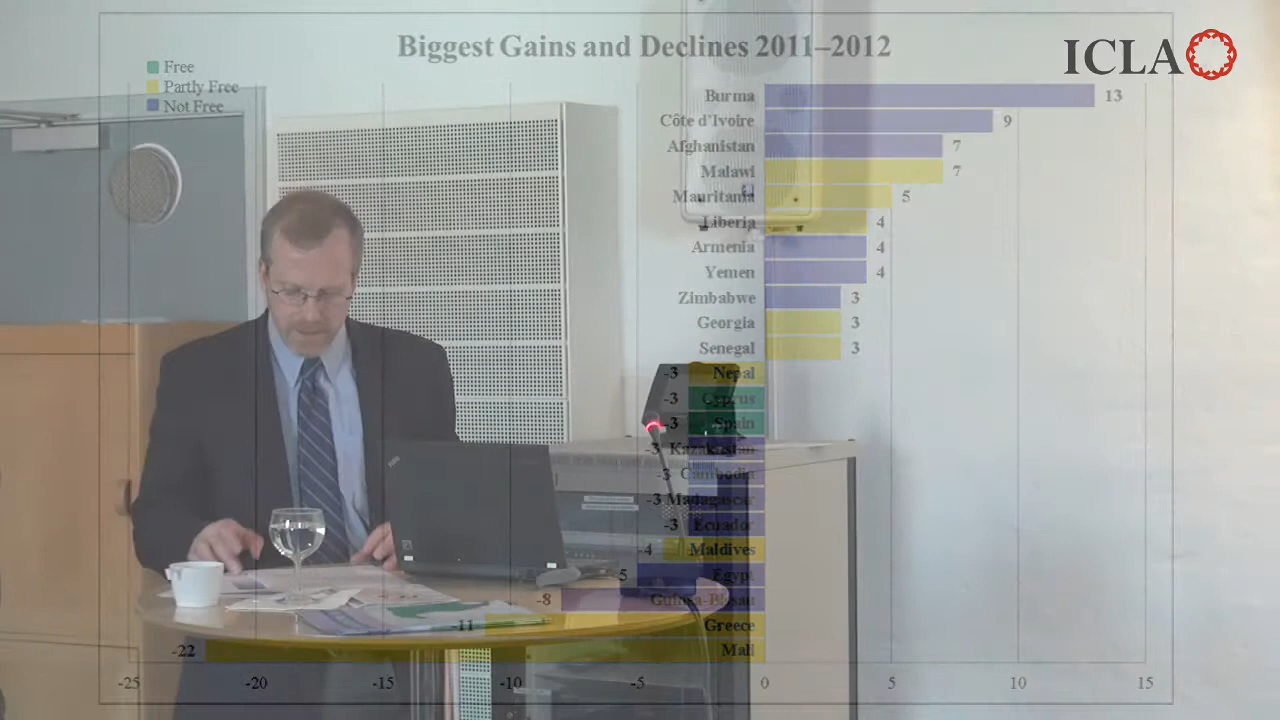 Biggest Gains and Declines 2011–2012
ICLA
Free
Partly Free
Not Free
Burma 13
Côte d'Ivoire 9
Afghanistan 7
Malawi 7
Mauritania 5
Liberia 4
Armenia 4
Yemen 4
Zimbabwe 3
Georgia 3
Senegal 3
-3 Nepal
-3 Cyprus
-3 Spain
-3 Kazakhstan
-3 Cambodia
-3 Madagascar
-3 Ecuador
-4 Maldives
-5 Egypt
-8 Guinea-Bissau
-11 Greece
-22 Mali
-25 -20 -15 -10 -5 0 5 10 15